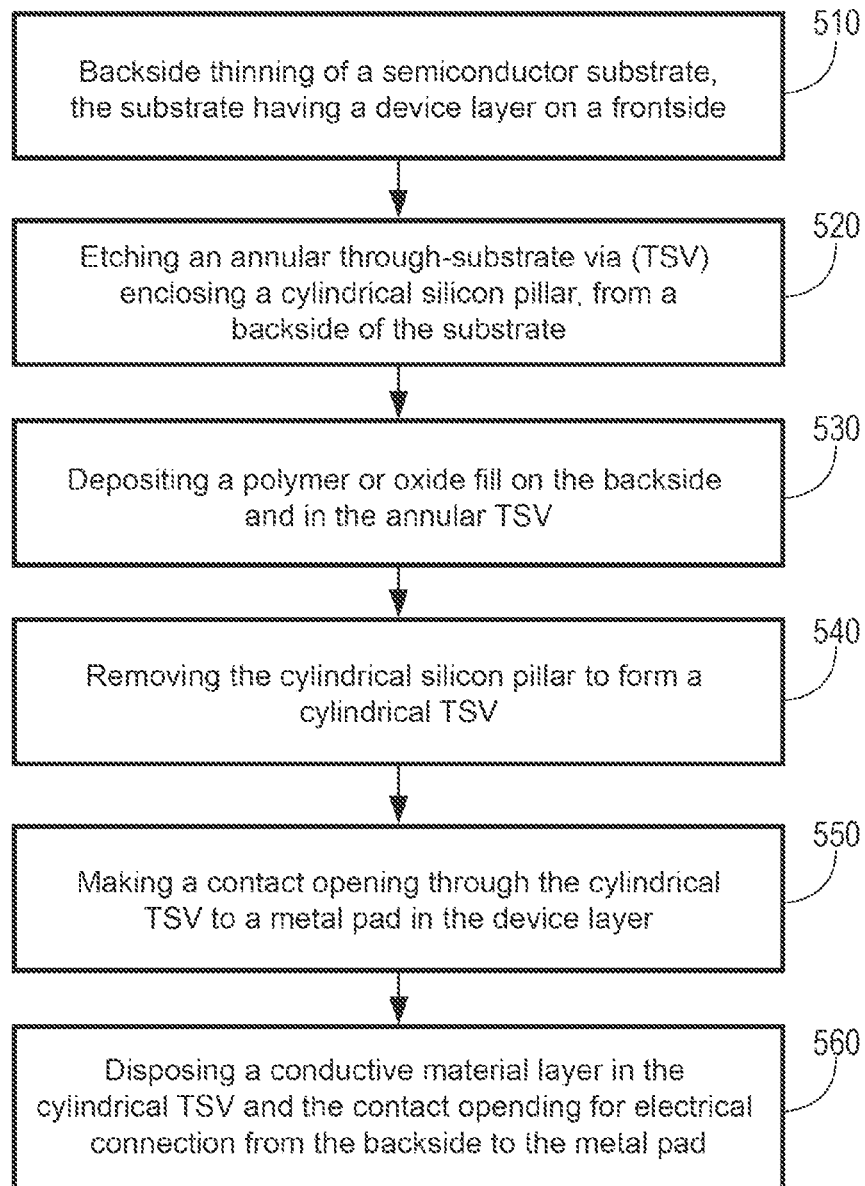 510
Backside thinning of a semiconductor substrate,
the substrate having a device layer on a frontside
520
Etching an annular through-substrate via (TSV)
enclosing a cylindrical silicon pillar, from a
backside of the substrate
530
Depositing a polymer or oxide fill on the backside
and in the annular TSV
540
Removing the cylindrical silicon pillar to form a
cylindrical TSV
550
Making a contact opening through the cylindrical
TSV to a metal pad in the device layer
560
Disposing a conductive material layer in the
cylindrical TSV and the contact opending for electrical
connection from the backside to the metal pad